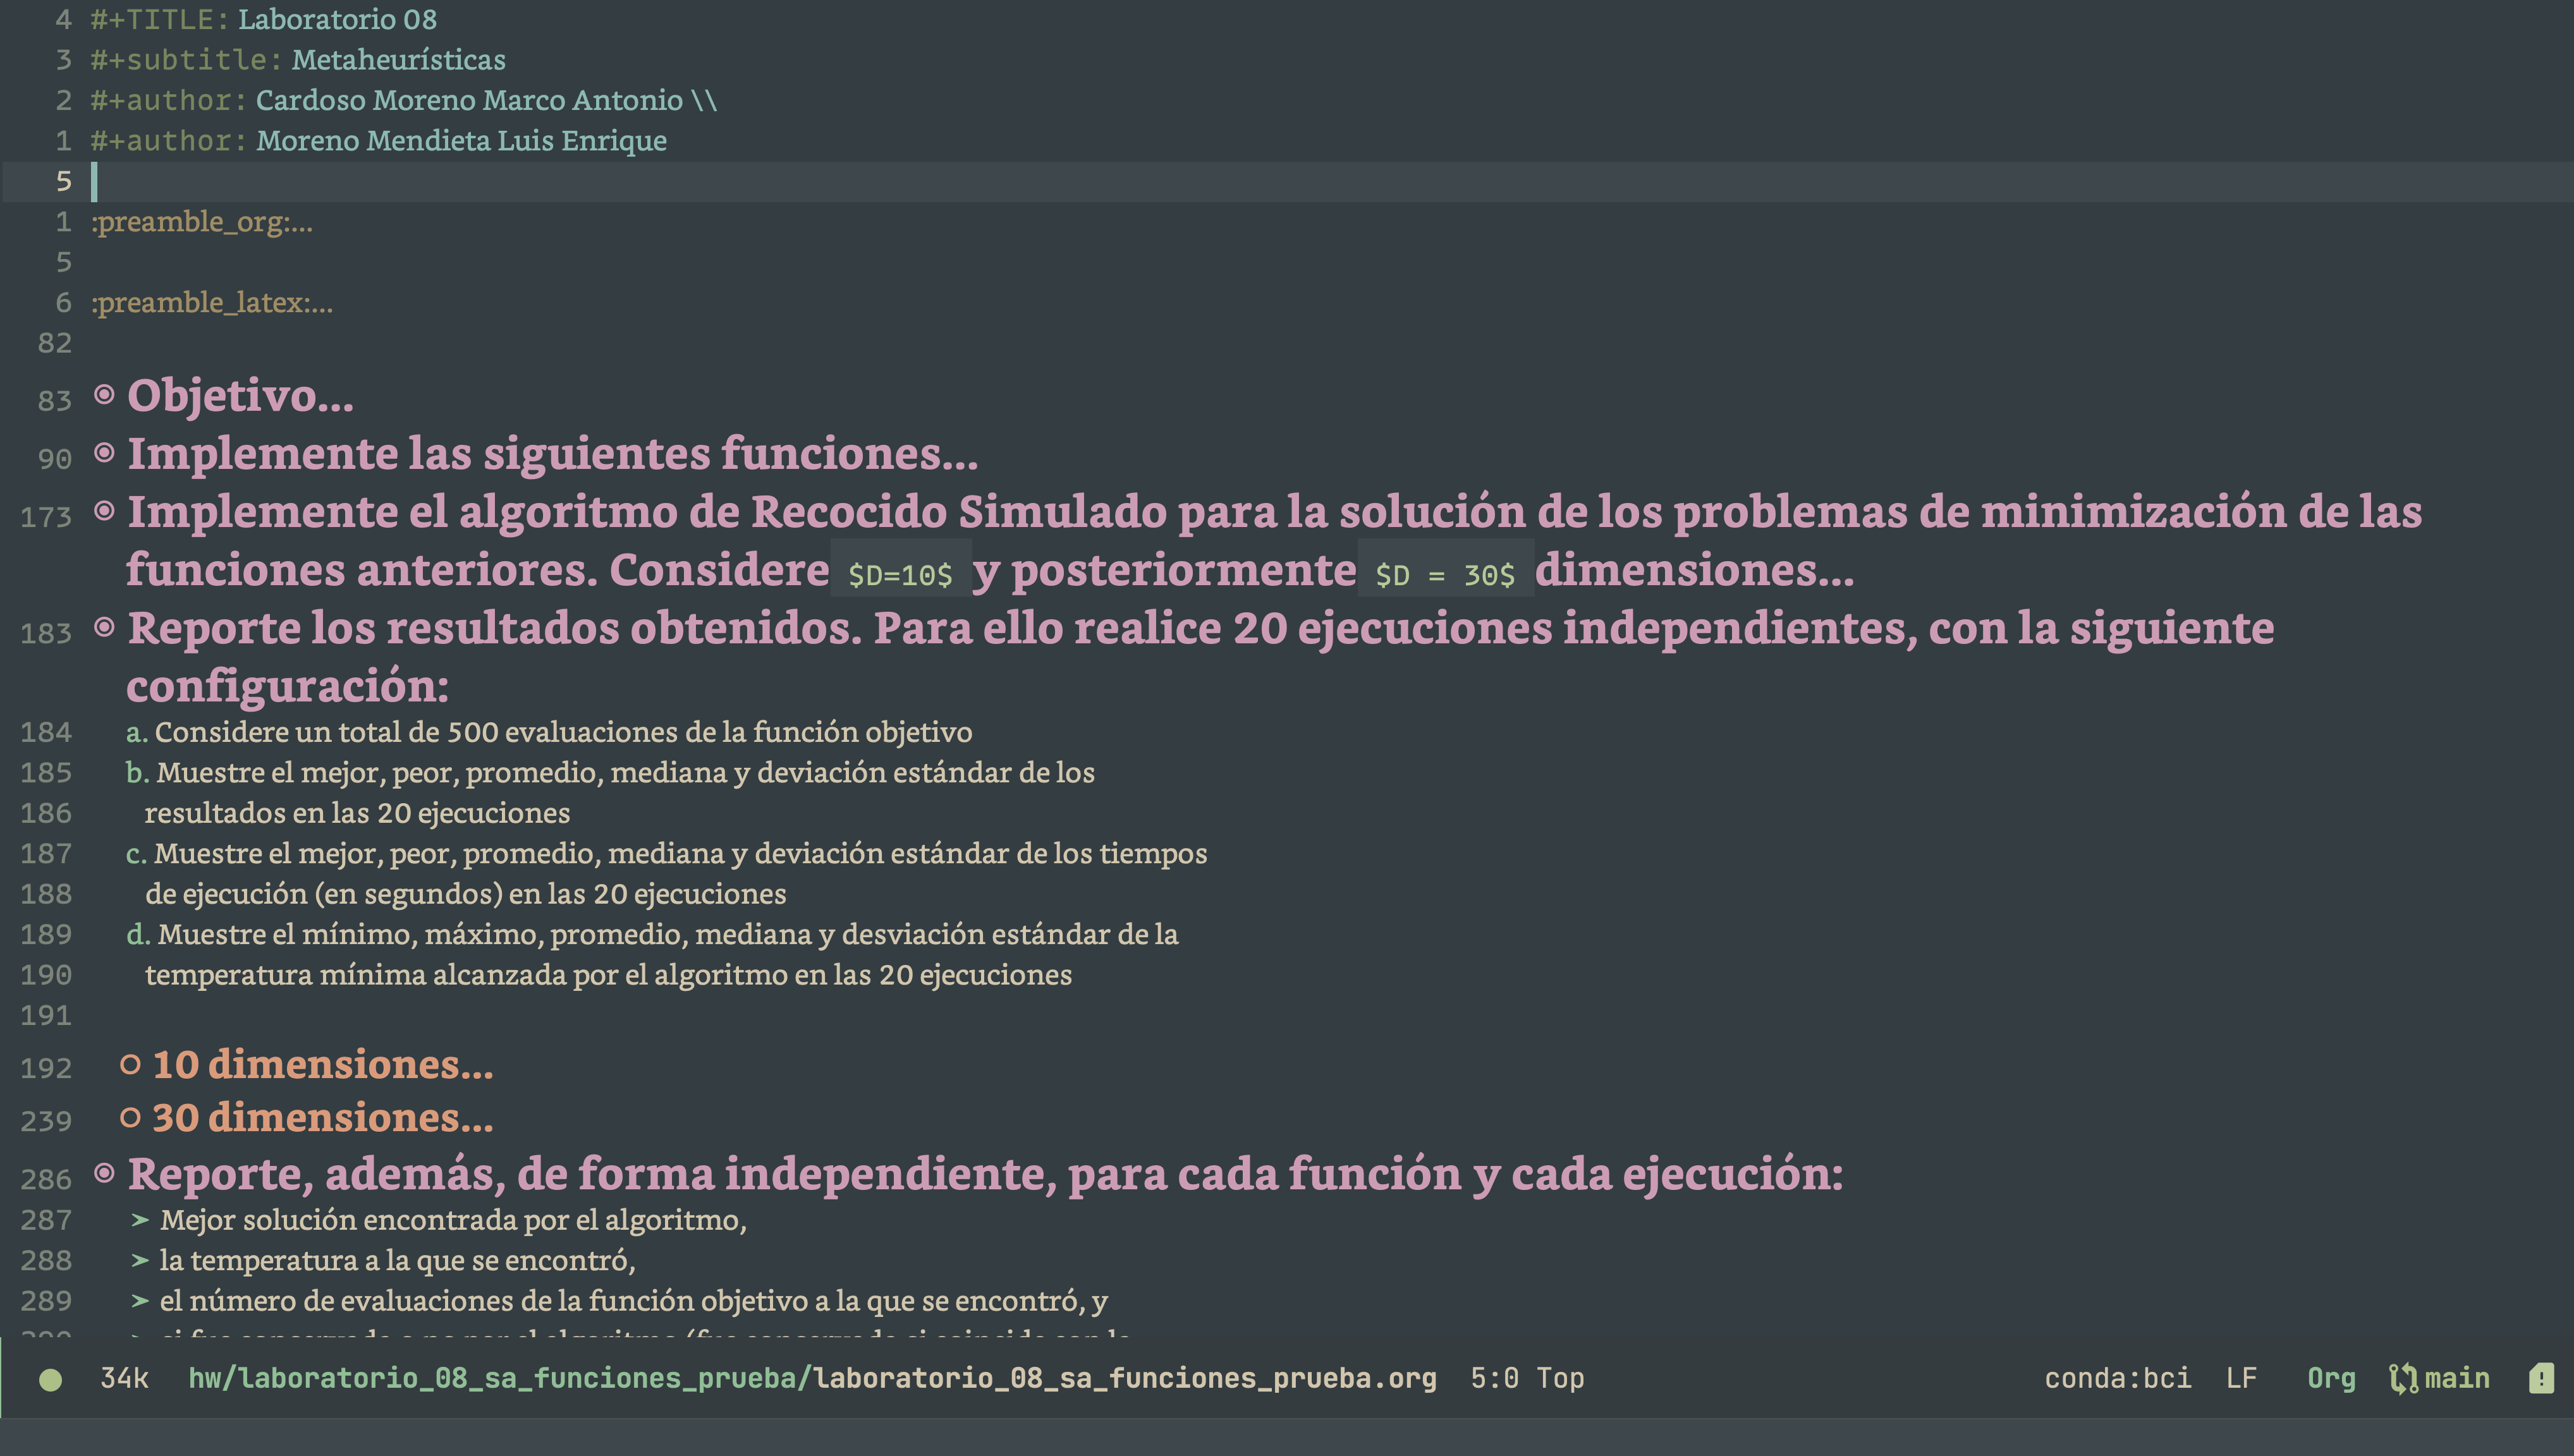 4 #+TITLE: Laboratorio 08
3 #+subtitle: Metaheurísticas
2 #+author: Cardoso Moreno Marco Antonio \\
1 #+author: Moreno Mendieta Luis Enrique
5
1 :preamble_org:...
5
6 :preamble_latex:...
82
83 Objetivo...
90 Implemente las siguientes funciones...
173 Implemente el algoritmo de Recocido Simulado para la solución de los problemas de minimización de las
funciones anteriores. Considere $D=10$ y posteriormente $D = 30$ dimensiones...
183 Reporte los resultados obtenidos. Para ello realice 20 ejecuciones independientes, con la siguiente
configuración:
184 a. Considere un total de 500 evaluaciones de la función objetivo
185 b. Muestre el mejor, peor, promedio, mediana y deviación estándar de los
186 resultados en las 20 ejecuciones
187 c. Muestre el mejor, peor, promedio, mediana y deviación estándar de los tiempos
188 de ejecución (en segundos) en las 20 ejecuciones
189 d. Muestre el mínimo, máximo, promedio, mediana y desviación estándar de la
190 temperatura mínima alcanzada por el algoritmo en las 20 ejecuciones
191
192 10 dimensiones...
239 30 dimensiones...
286 Reporte, además, de forma independiente, para cada función y cada ejecución:
287 ➤ Mejor solución encontrada por el algoritmo,
288 ➤ la temperatura a la que se encontró,
289 ➤ el número de evaluaciones de la función objetivo a la que se encontró, y
34k hw/laboratorio_08_sa_funciones_prueba/laboratorio_08_sa_funciones_prueba.org 5:0 Top conda:bci LF Org main